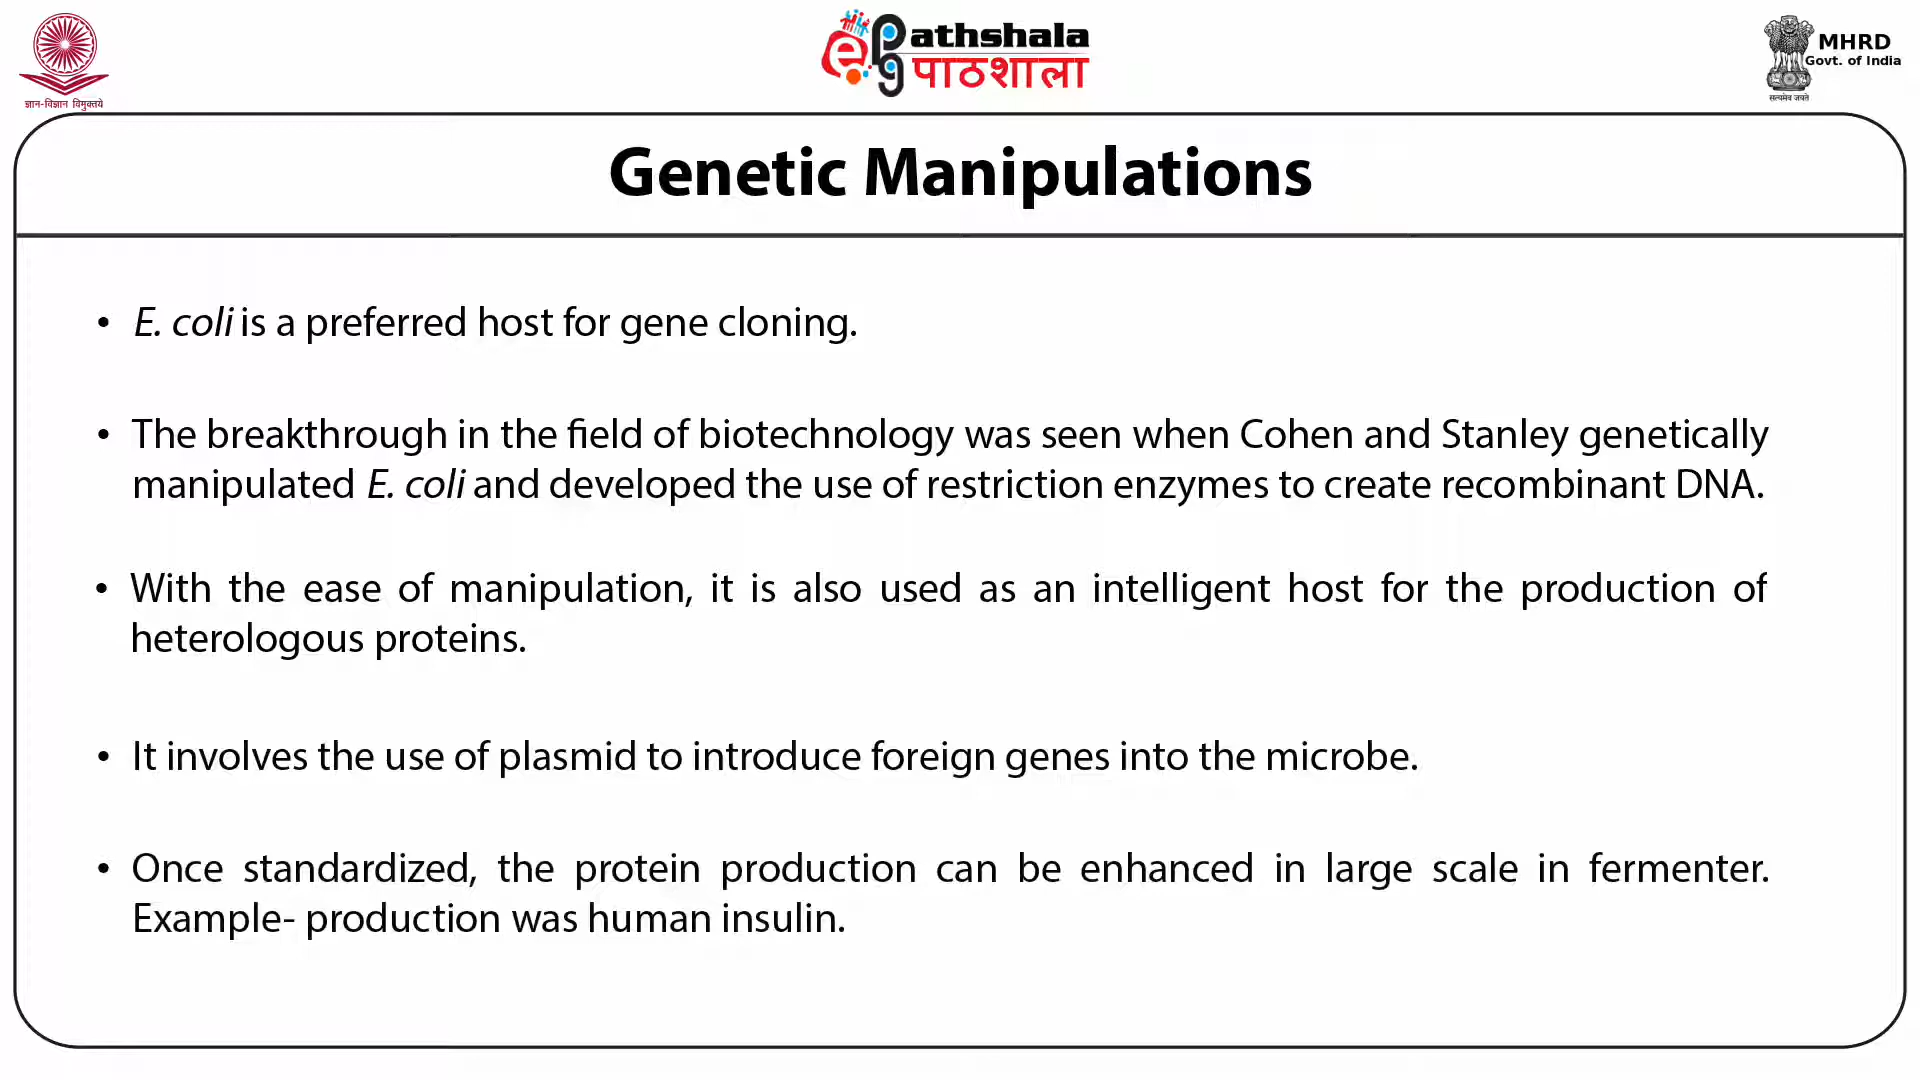 ज्ञान-विज्ञान विमुक्तये
ePG Pathshala
पाठशाला
MHRD
Govt. of India
सत्यमेव जयते
Genetic Manipulations
• E. coli is a preferred host for gene cloning.
• The breakthrough in the field of biotechnology was seen when Cohen and Stanley genetically
manipulated E. coli and developed the use of restriction enzymes to create recombinant DNA.
• With the ease of manipulation, it is also used as an intelligent host for the production of
heterologous proteins.
• It involves the use of plasmid to introduce foreign genes into the microbe.
• Once standardized, the protein production can be enhanced in large scale in fermenter.
Example- production was human insulin.